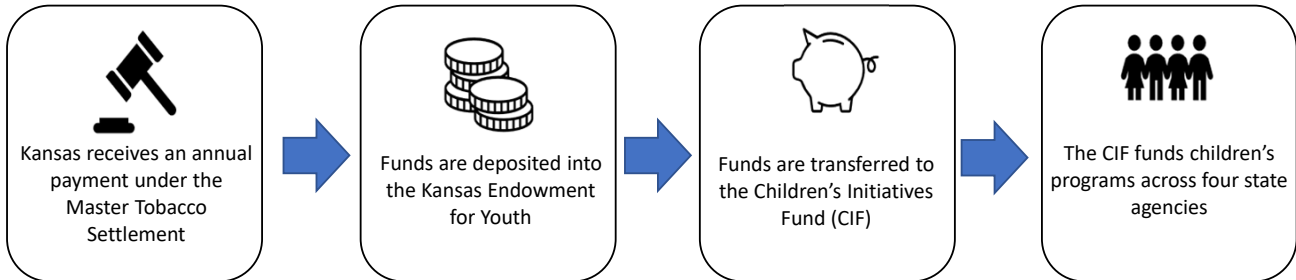 Kansas receives an annual
payment under the
Master Tobacco
Settlement
Funds are deposited into
the Kansas Endowment
for Youth
Funds are transferred to
the Children’s Initiatives
Fund (CIF)
The CIF funds children’s
programs across four state
agencies